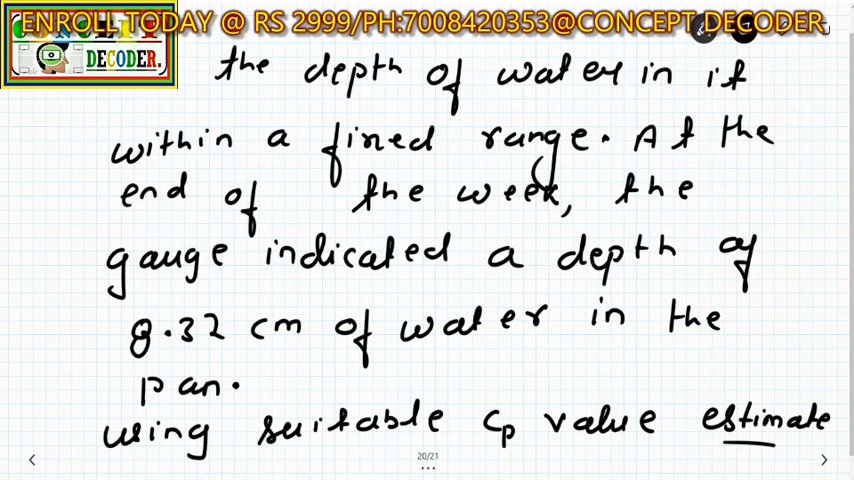 ENROLL TODAY @ RS 2999/PH:7008420353@CONCEPT DECODER
DECODER.
the depth of water in it
within a fixed range. At the
end of the week, the
gauge indicated a depth of
8.32 cm of water in the
pan.
using suitable Cp value estimate
20/21